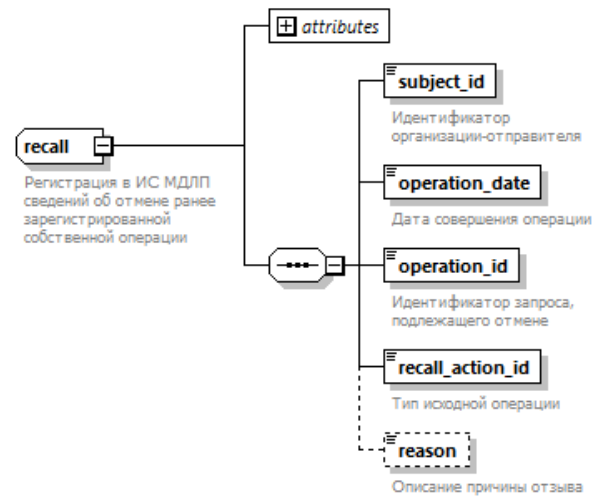 attributes
subject_id
Идентификатор
организации-отправителя
recall
Регистрация в ИС МДЛП
сведений об отмене ранее
зарегистрированной
собственной операции
operation_date
Дата совершения операции
operation_id
Идентификатор запроса,
подлежащего отмене
recall_action_id
Тип исходной операции
reason
Описание причины отзыва